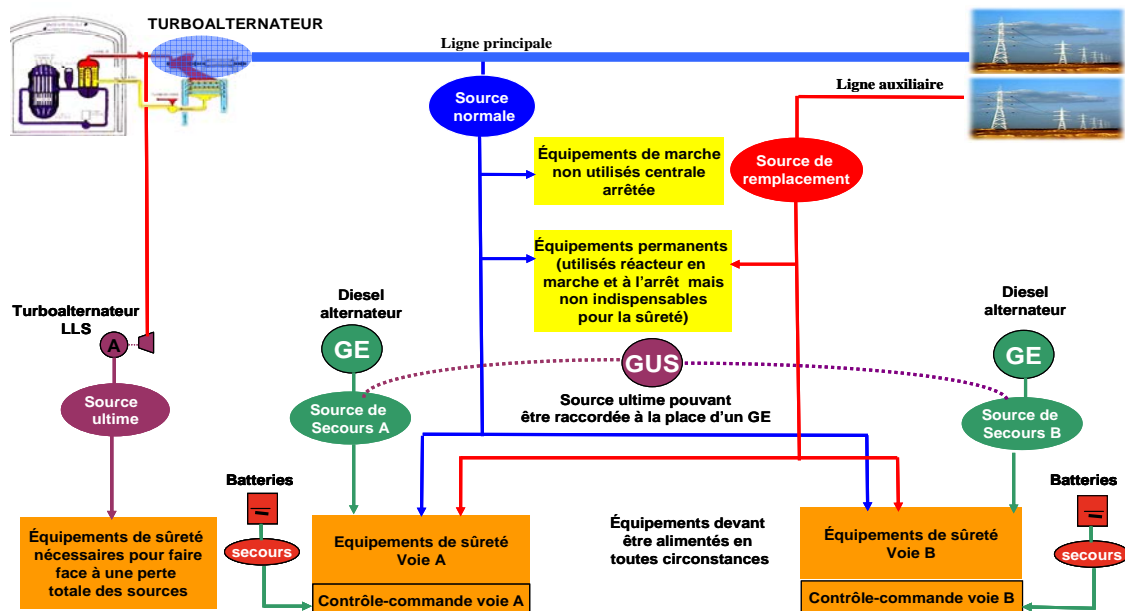 TURBOALTERNATEUR
Ligne principale
Ligne auxiliaire
Source
normale
Source de
remplacement
Équipements de marche
non utilisés centrale
arrêtée
Équipements permanents
(utilisés réacteur en
marche et à l'arrêt mais
non indispensables
pour la sûreté)
Turboalternateur
LLS
A
Diesel
alternateur
GE
GUS
Diesel
alternateur
GE
Source
ultime
Source de
Secours A
Source ultime pouvant
être raccordée à la place d'un GE
Source de
Secours B
Batteries
Batteries
secours
secours
Équipements de sûreté
nécessaires pour faire
face à une perte
totale des sources
Equipements de sûreté
Voie A
Contrôle-commande voie A
Équipements devant
être alimentés en
toutes circonstances
Équipements de sûreté
Voie B
Contrôle-commande voie B